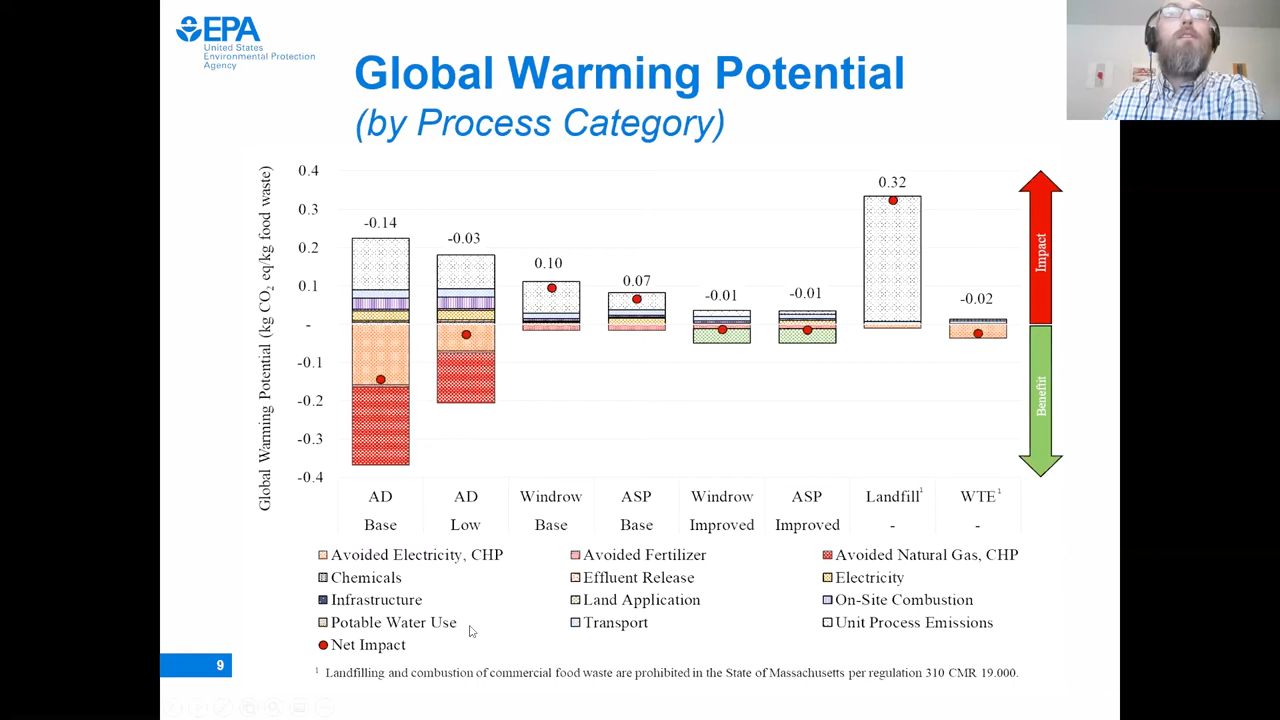 EPA
United States
Environmental Protection
Agency
Global Warming Potential
(by Process Category)
Global Warming Potential (kg CO2 eq/kg food waste)
0.4
0.3
0.2
0.1
-
-0.1
-0.2
-0.3
-0.4
-0.14
-0.03
0.10
0.07
-0.01
-0.01
0.32
-0.02
Impact
Benefit
AD AD Windrow ASP Windrow ASP Landfill1 WTE1
Base Low Base Base Improved Improved - -
Avoided Electricity, CHP Avoided Fertilizer Avoided Natural Gas, CHP
Chemicals Effluent Release Electricity
Infrastructure Land Application On-Site Combustion
Potable Water Use Transport Unit Process Emissions
Net Impact
9
1 Landfilling and combustion of commercial food waste are prohibited in the State of Massachusetts per regulation 310 CMR 19.000.